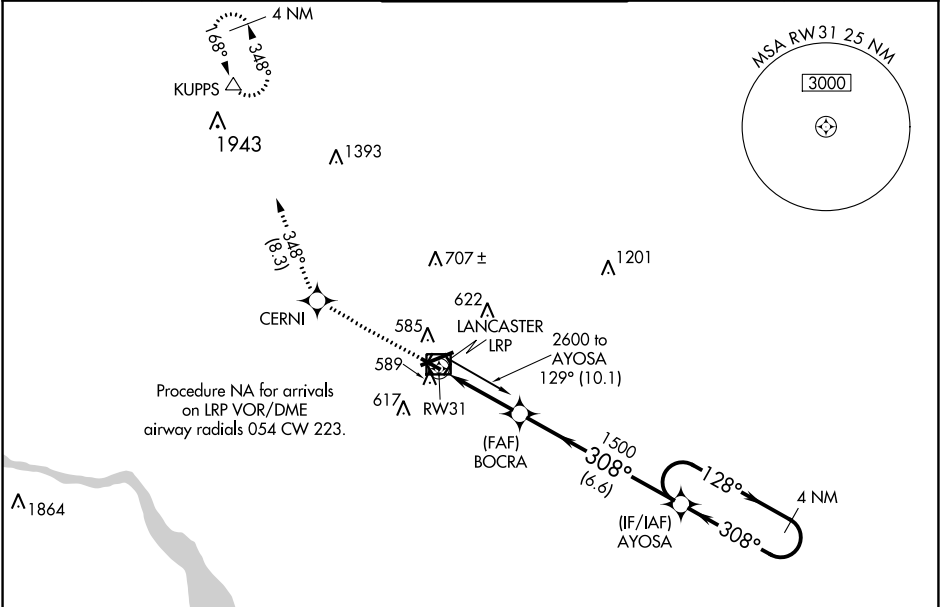 4 NM
168°
348°
KUPPS
1943
1393
MSA RW31 25 NM
3000
348°
(8.3)
707 ±
1201
CERNI
622
585
LANCASTER
LRP
589
2600 to
AYOSA
129° (10.1)
Procedure NA for arrivals
on LRP VOR/DME
airway radials 054 CW 223.
617
RW31
(FAF)
BOCRA
1500
308°
(6.6)
128°
4 NM
308°
(IF/IAF)
AYOSA
1864